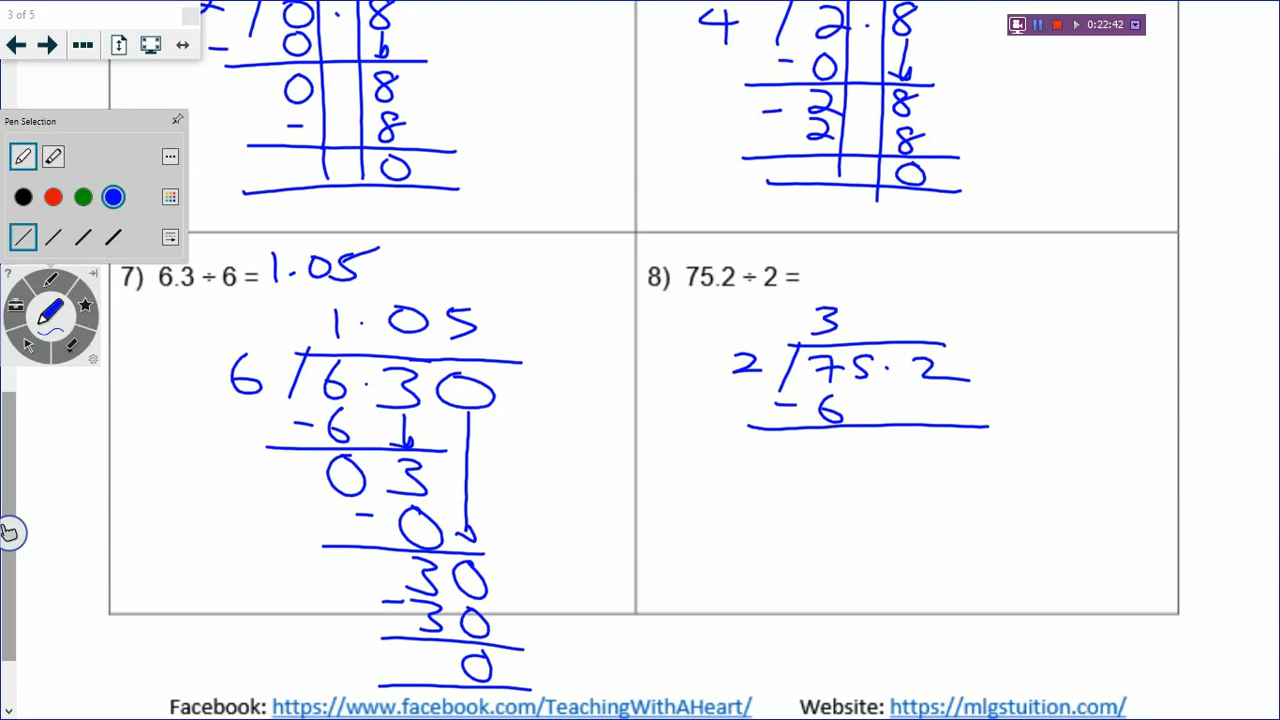 3 of 5
00:22:42
0.8
- 0
0 8
- 8
0
4 / 2.8
- 0
2 8
- 2 8
0
Pen Selection
7) 6.3 ÷ 6 = 1.05
1.05
6 / 6.30
- 6
0 3
- 0
30
- 30
0
8) 75.2 ÷ 2 =
3
2 / 75.2
- 6
Facebook: https://www.facebook.com/TeachingWithAHeart/ Website: https://mlgstuition.com/